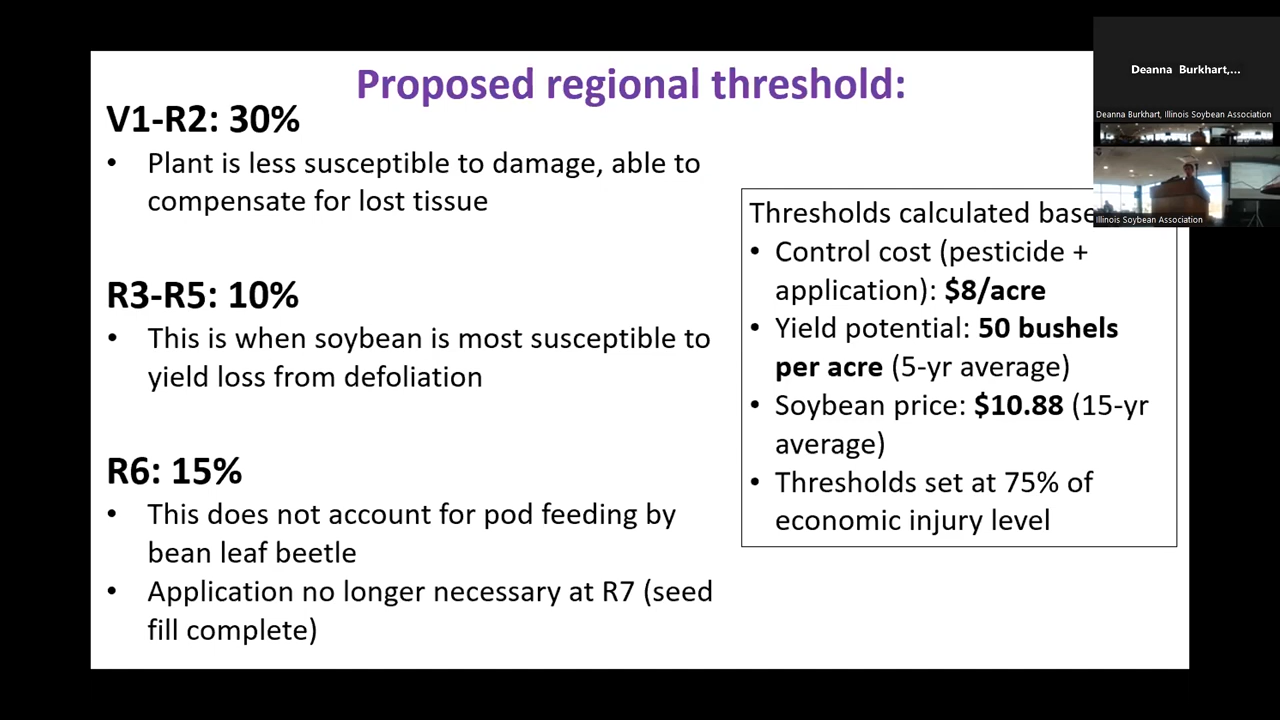 Proposed regional threshold:
V1-R2: 30%
• Plant is less susceptible to damage, able to
compensate for lost tissue
R3-R5: 10%
• This is when soybean is most susceptible to
yield loss from defoliation
R6: 15%
• This does not account for pod feeding by
bean leaf beetle
• Application no longer necessary at R7 (seed
fill complete)
Thresholds calculated base
• Control cost (pesticide +
application): $8/acre
• Yield potential: 50 bushels
per acre (5-yr average)
• Soybean price: $10.88 (15-yr
average)
• Thresholds set at 75% of
economic injury level
Deanna Burkhart,...
Deanna Burkhart, Illinois Soybean Association
Illinois Soybean Association